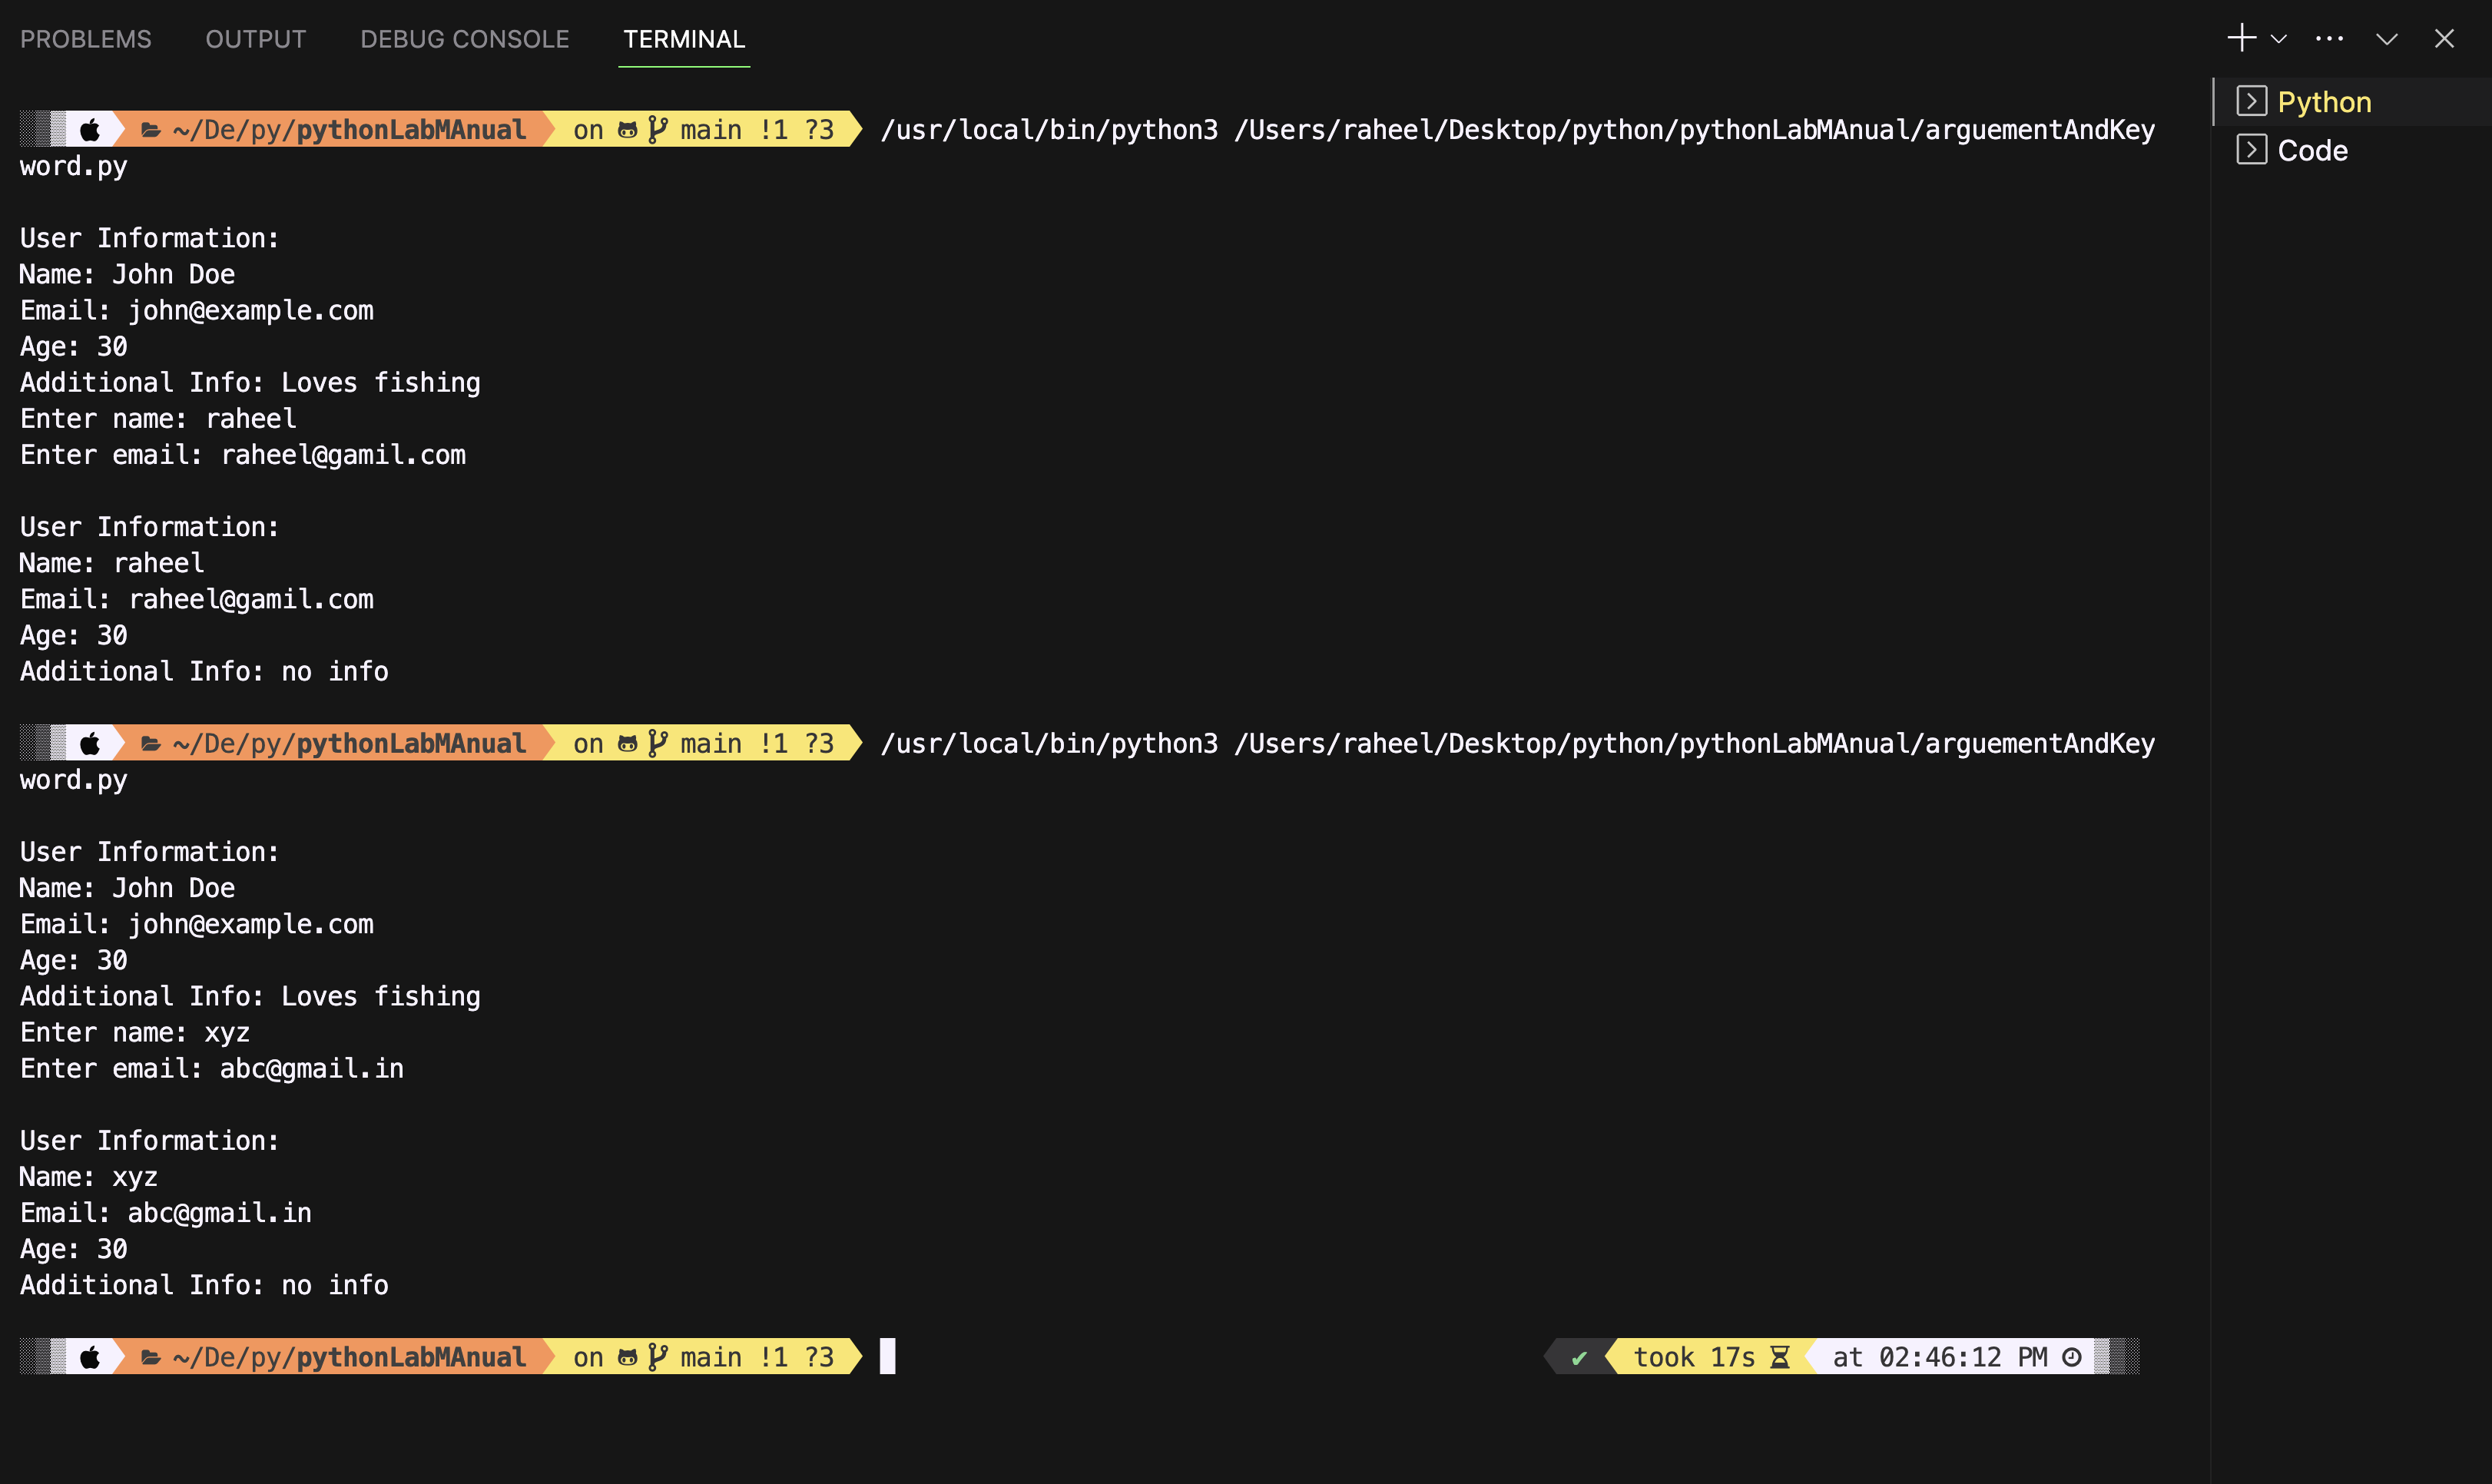 PROBLEMS OUTPUT DEBUG CONSOLE TERMINAL
~/De/py/pythonLabMAnual on main !1 ?3 /usr/local/bin/python3 /Users/raheel/Desktop/python/pythonLabMAnual/arguementAndKey
word.py
User Information:
Name: John Doe
Email: john@example.com
Age: 30
Additional Info: Loves fishing
Enter name: raheel
Enter email: raheel@gamil.com
User Information:
Name: raheel
Email: raheel@gamil.com
Age: 30
Additional Info: no info
~/De/py/pythonLabMAnual on main !1 ?3 /usr/local/bin/python3 /Users/raheel/Desktop/python/pythonLabMAnual/arguementAndKey
word.py
User Information:
Name: John Doe
Email: john@example.com
Age: 30
Additional Info: Loves fishing
Enter name: xyz
Enter email: abc@gmail.in
User Information:
Name: xyz
Email: abc@gmail.in
Age: 30
Additional Info: no info
~/De/py/pythonLabMAnual on main !1 ?3 ✔ took 17s at 02:46:12 PM
Python
Code